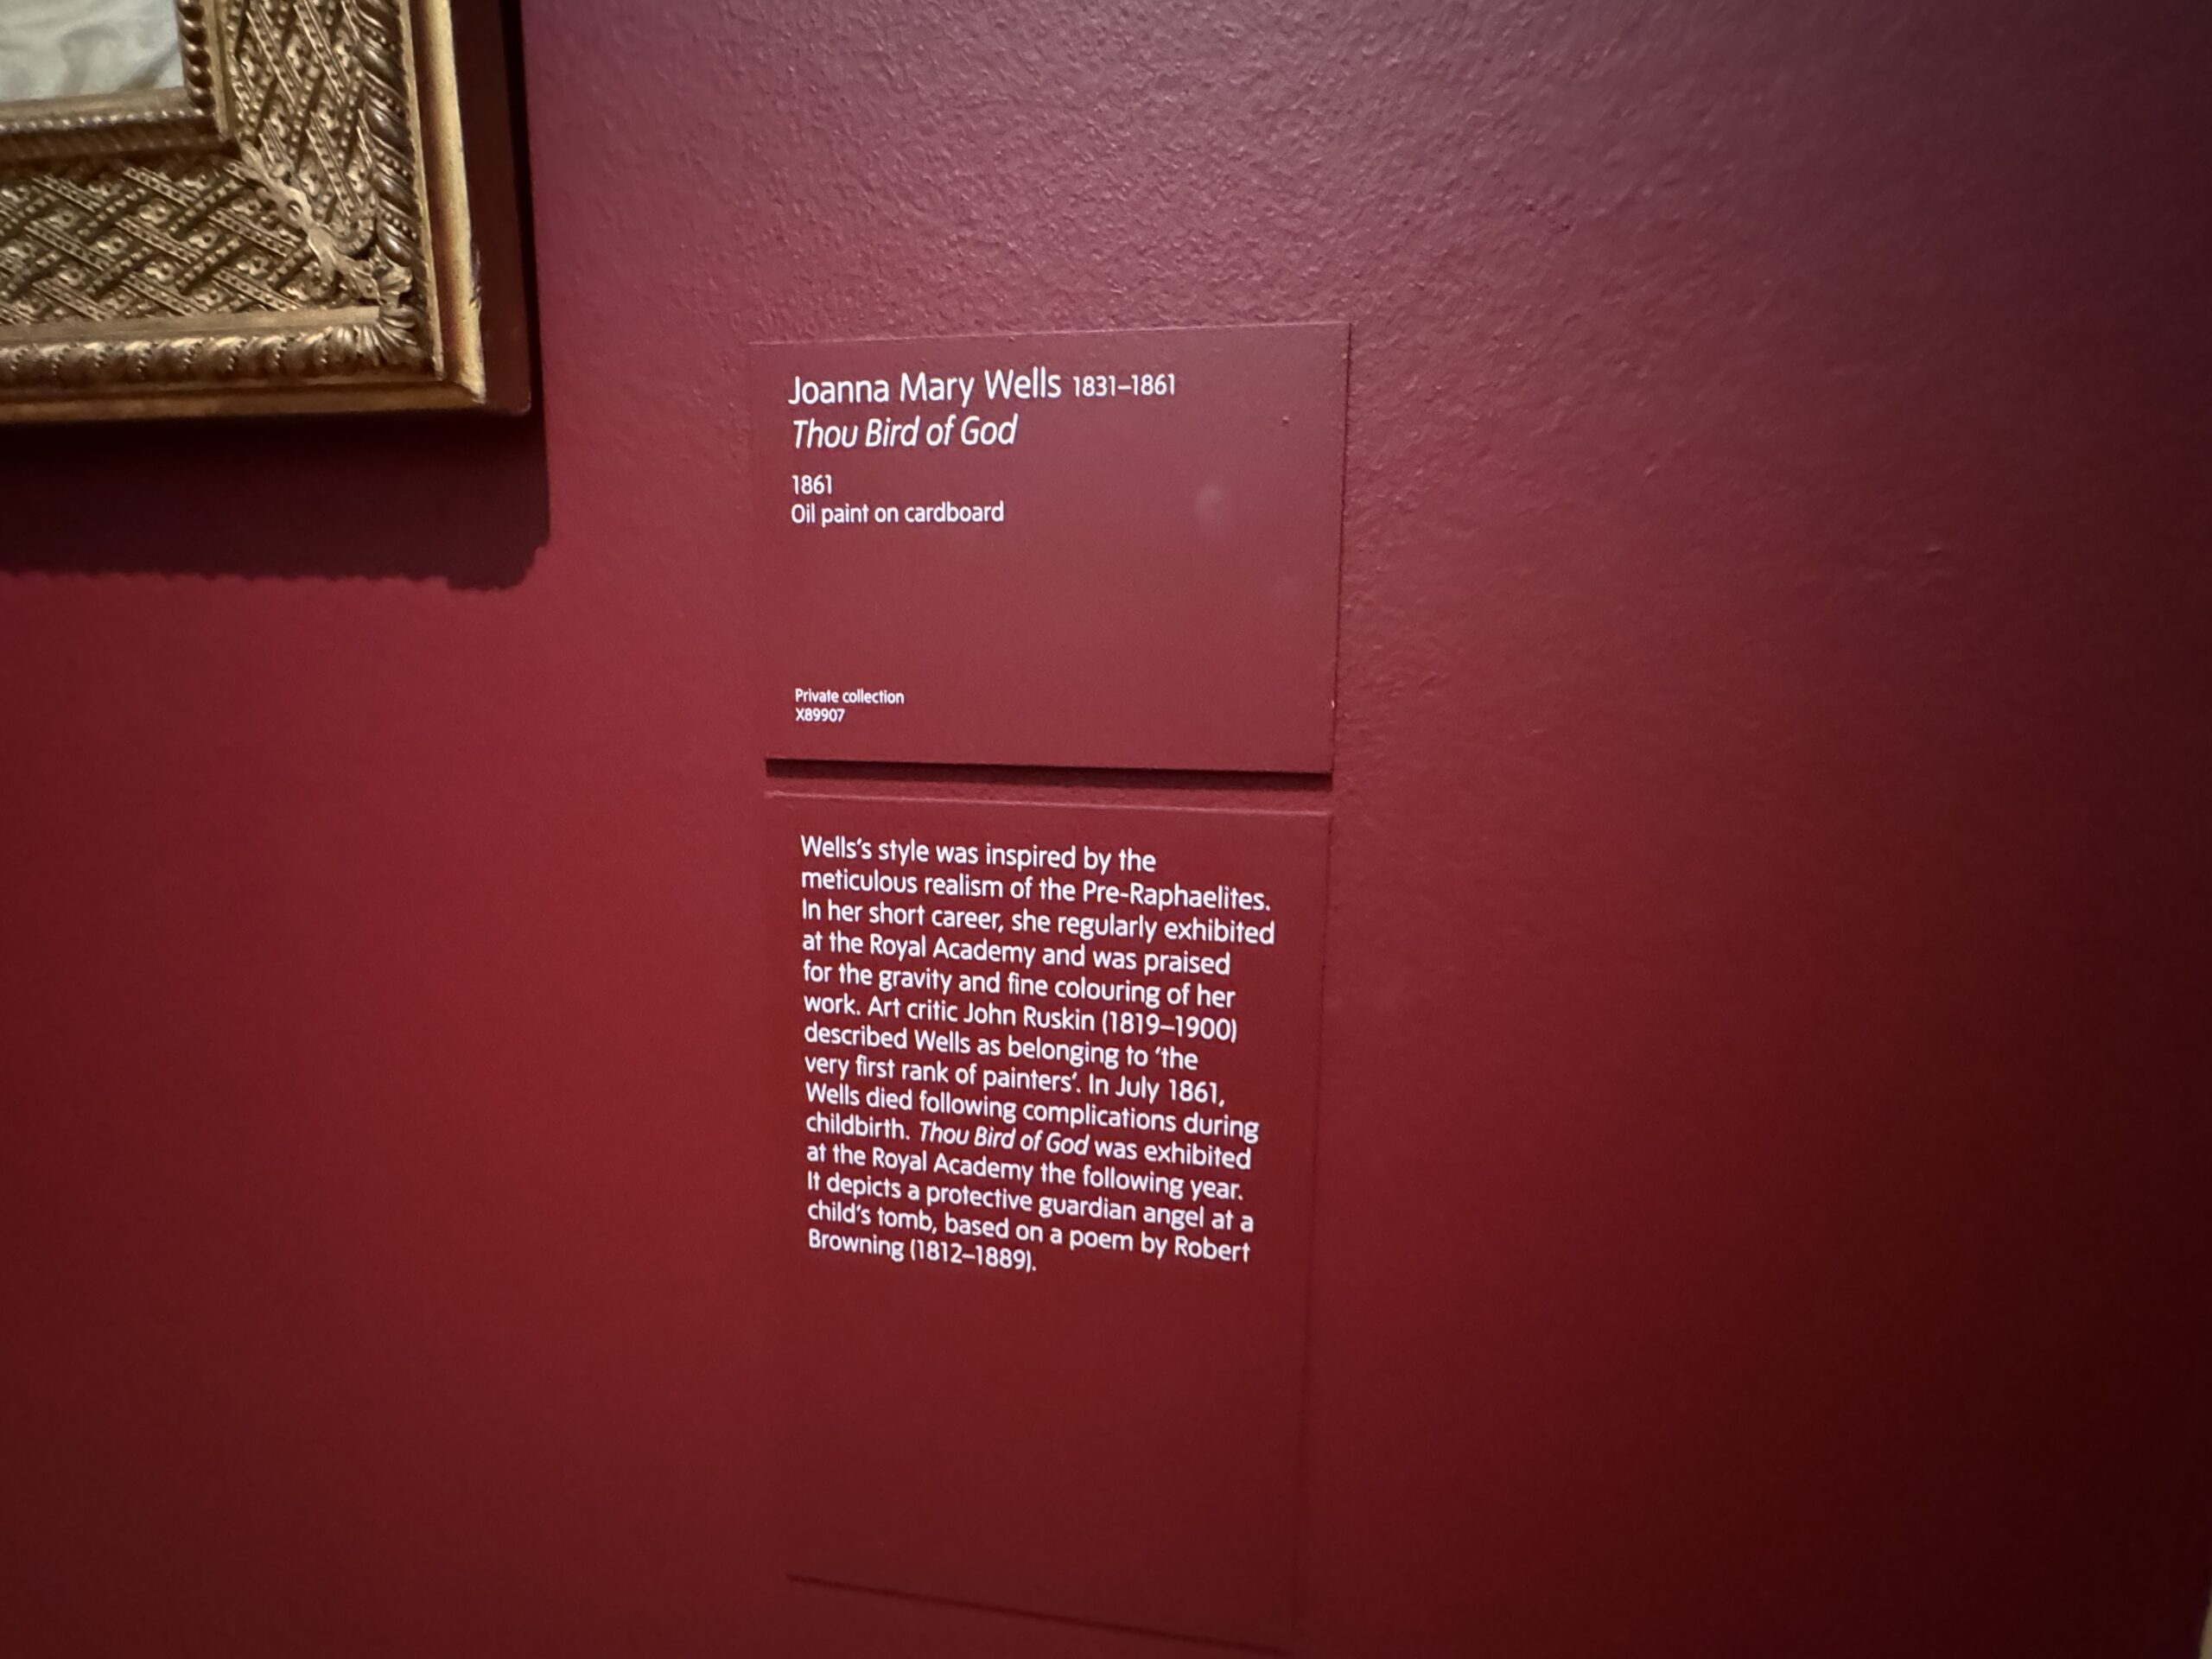 Joanna Mary Wells 1831–1861
Thou Bird of God
1861
Oil paint on cardboard
Private collection
X89907
Wells's style was inspired by the
meticulous realism of the Pre-Raphaelites.
In her short career, she regularly exhibited
at the Royal Academy and was praised
for the gravity and fine colouring of her
work. Art critic John Ruskin (1819–1900)
described Wells as belonging to ‘the
very first rank of painters’. In July 1861,
Wells died following complications during
childbirth. Thou Bird of God was exhibited
at the Royal Academy the following year.
It depicts a protective guardian angel at a
child's tomb, based on a poem by Robert
Browning (1812–1889).